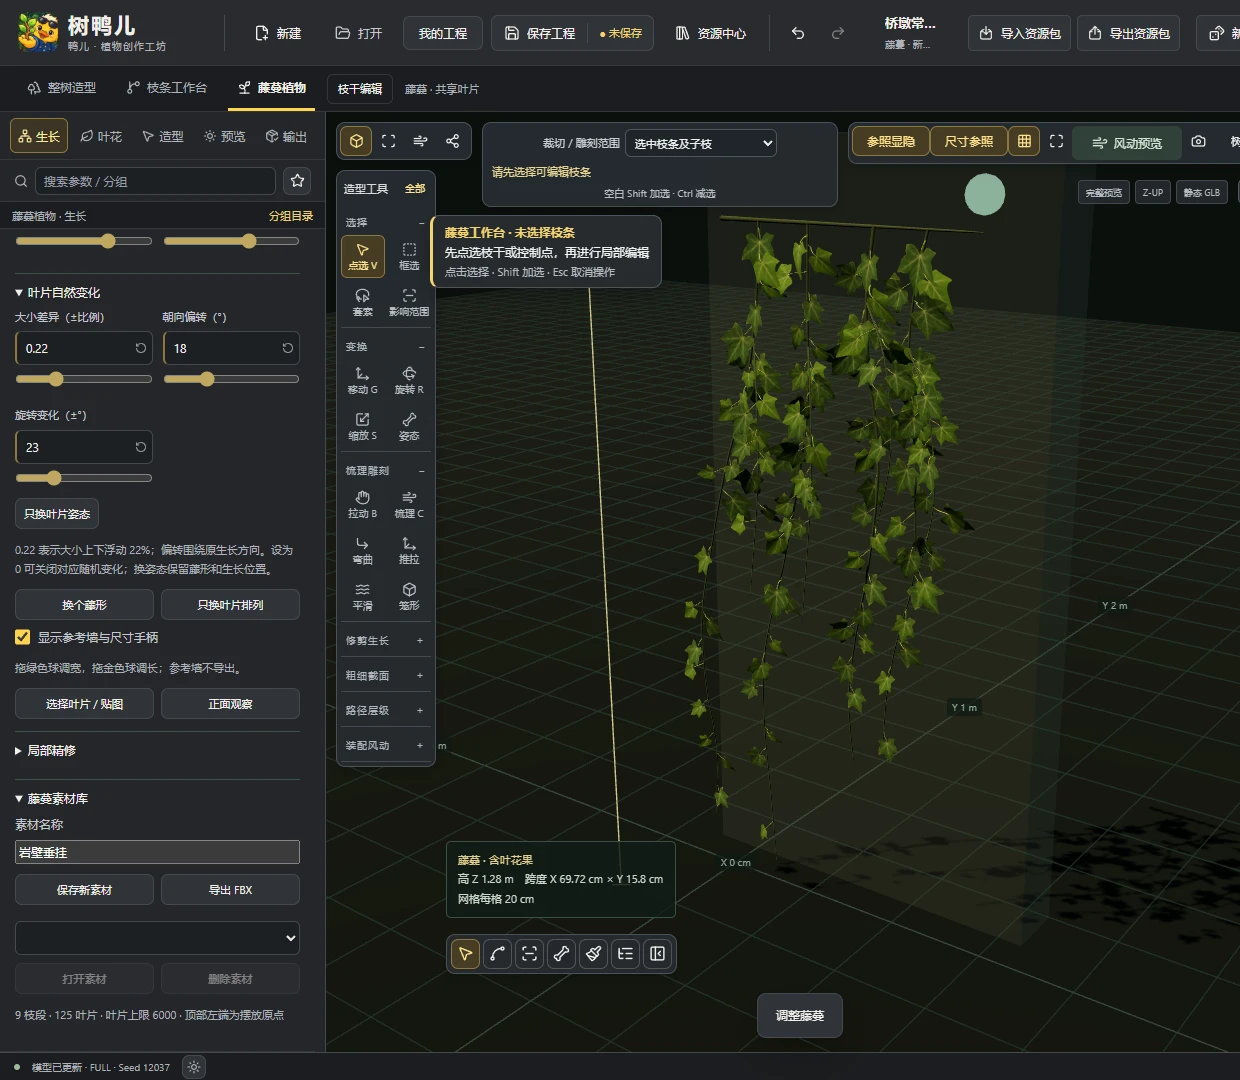 树鸭儿
鸭儿 · 植物创作工坊
新建
打开
我的工程
保存工程
未保存
资源中心
桥墩常...
藤蔓 · 新...
导入资源包
导出资源包
新
整树造型
枝条工作台
藤蔓植物
枝干编辑
藤蔓 · 共享叶片
生长
叶花
造型
预览
输出
搜索参数 / 分组
藤蔓植物 · 生长
分组目录
叶片自然变化
大小差异（±比例）
朝向偏转（°）
0.22
18
旋转变化（±°）
23
只换叶片姿态
0.22 表示大小上下浮动 22%；偏转围绕原生长方向。设为
0 可关闭对应随机变化；换姿态保留藤形和生长位置。
换个藤形
只换叶片排列
显示参考墙与尺寸手柄
拖绿色球调宽，拖金色球调长；参考墙不导出。
选择叶片 / 贴图
正面观察
局部精修
藤蔓素材库
素材名称
岩壁垂挂
保存新素材
导出 FBX
打开素材
删除素材
9 枝段 · 125 叶片 · 叶片上限 6000 · 顶部左端为摆放原点
模型已更新 · FULL · Seed 12037
裁切 / 雕刻范围
选中枝条及子枝
请先选择可编辑枝条
空白 Shift 加选 · Ctrl 减选
参照显隐
尺寸参照
风动预览
树
完整预览
Z-UP
静态 GLB
造型工具
全部
选择
−
点选 V
框选
套索
影响范围
变换
−
移动 G
旋转 R
缩放 S
姿态
梳理雕刻
−
拉动 B
梳理 C
弯曲
推拉
平滑
笼形
修剪生长
+
粗细截面
+
路径层级
+
装配风动
+
藤蔓工作台 · 未选择枝条
先点选枝干或控制点，再进行局部编辑
点击选择 · Shift 加选 · Esc 取消操作
m
Y 2 m
Y 1 m
X 0 cm
藤蔓 · 含叶花果
高 Z 1.28 m 跨度 X 69.72 cm × Y 15.8 cm
网格每格 20 cm
调整藤蔓